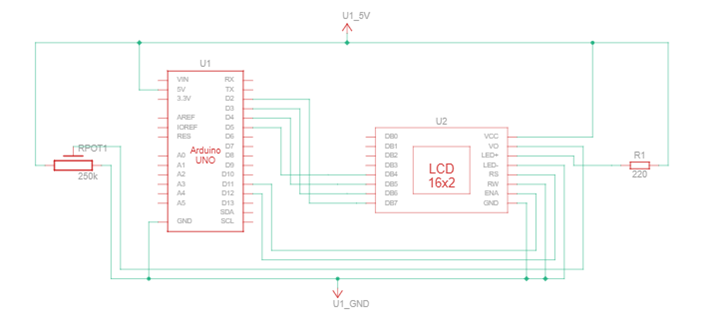 U1_5V
U1
VIN
5V
3.3V
AREF
IOREF
RES
A0
A1
A2
A3
A4
A5
GND
Arduino
UNO
RX
TX
D2
D3
D4
D5
D6
D7
D8
D9
D10
D11
D12
D13
SDA
SCL
RPOT1
250k
U2
DB0
DB1
DB2
DB3
DB4
DB5
DB6
DB7
LCD
16x2
VCC
VO
LED+
LED-
RS
RW
ENA
GND
R1
220
U1_GND